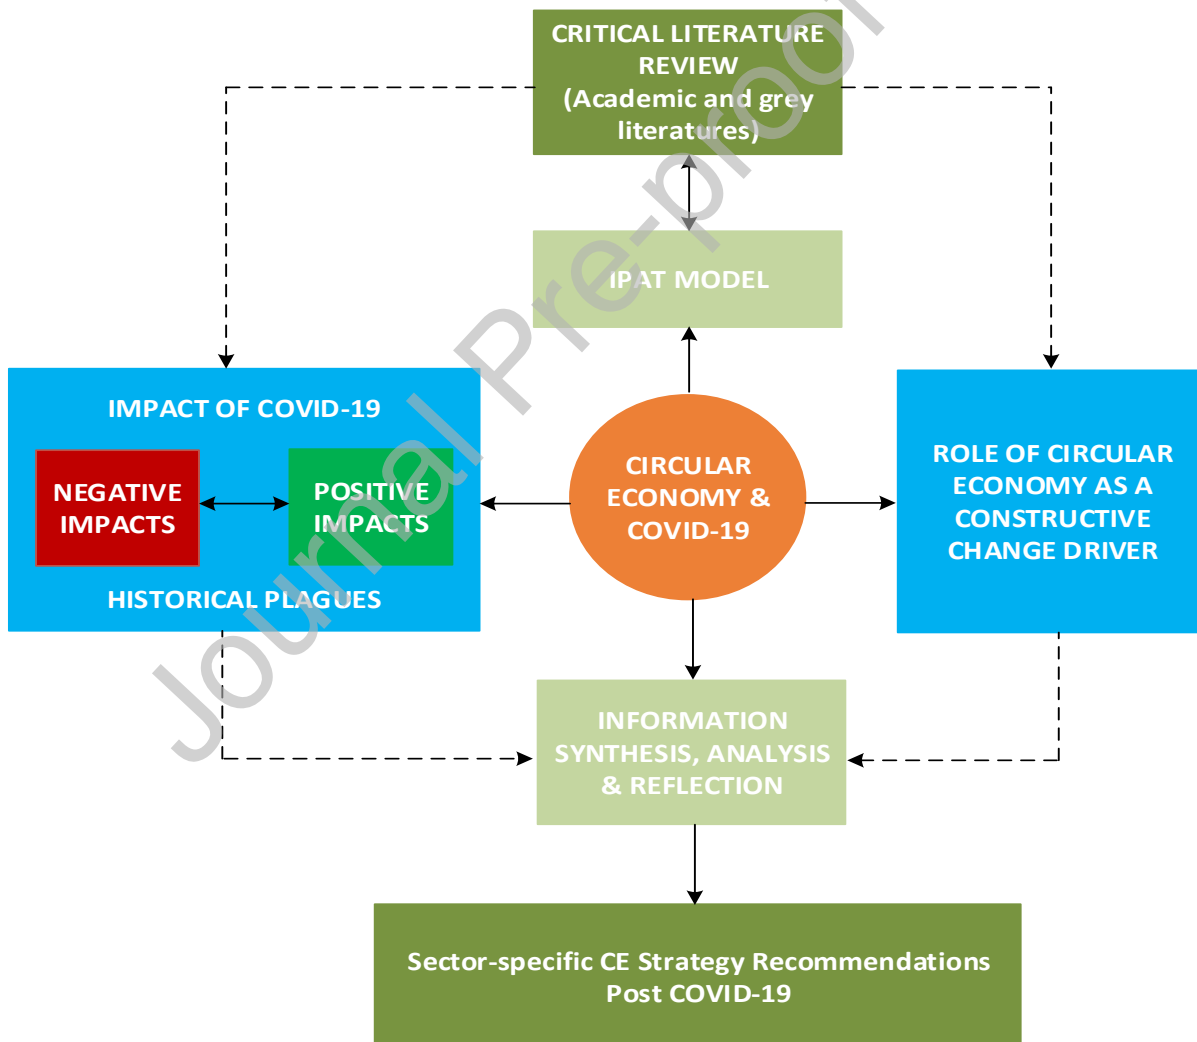 CRITICAL LITERATURE
REVIEW
(Academic and grey
literatures)
IPAT MODEL
IMPACT OF COVID-19
NEGATIVE
IMPACTS
POSITIVE
IMPACTS
HISTORICAL PLAGUES
CIRCULAR
ECONOMY &
COVID-19
ROLE OF CIRCULAR
ECONOMY AS A
CONSTRUCTIVE
CHANGE DRIVER
INFORMATION
SYNTHESIS, ANALYSIS
& REFLECTION
Sector-specific CE Strategy Recommendations
Post COVID-19
Journal Pre-proof